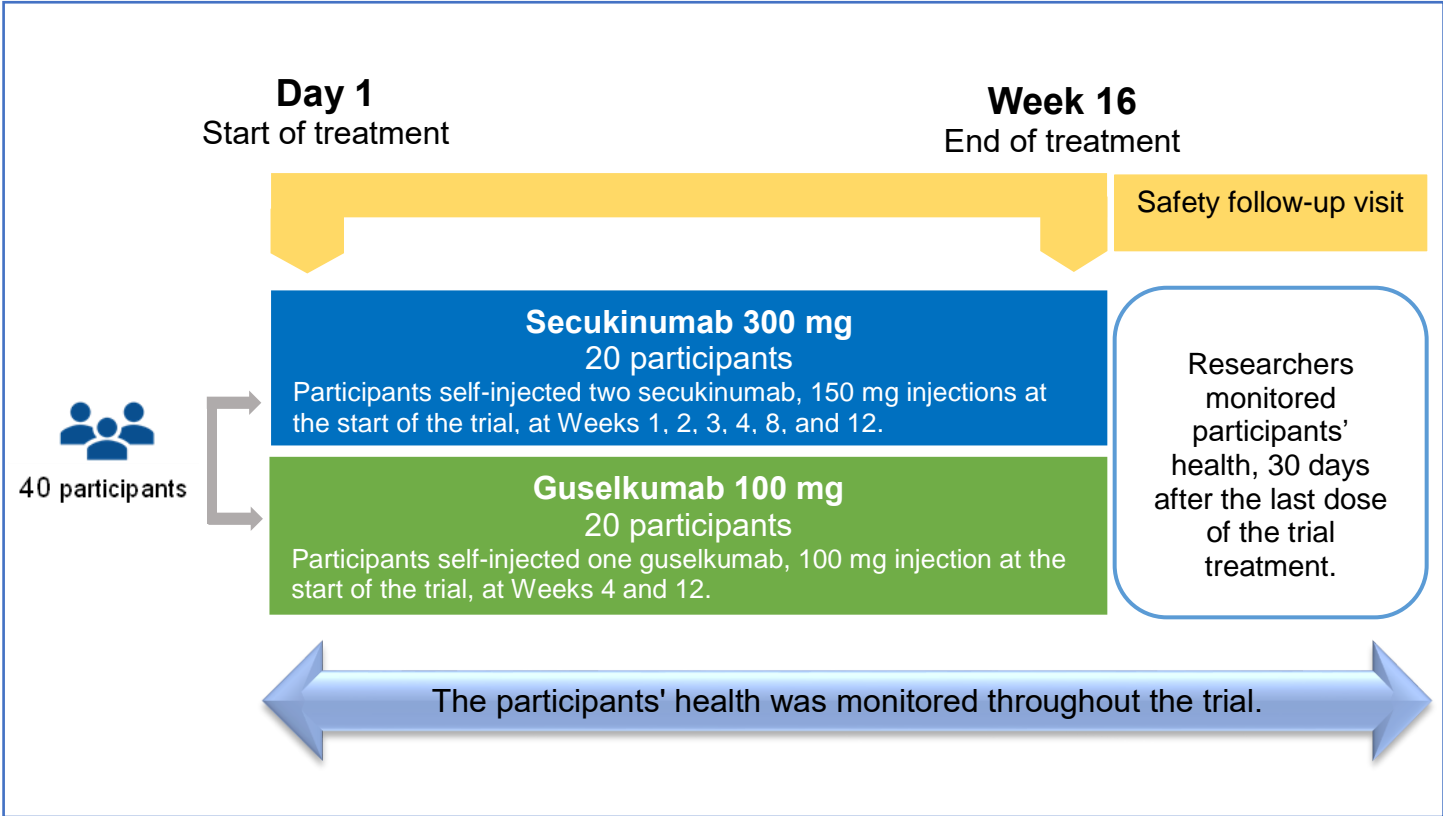 Day 1
Start of treatment
Week 16
End of treatment
Safety follow-up visit
40 participants
Secukinumab 300 mg
20 participants
Participants self-injected two secukinumab, 150 mg injections at
the start of the trial, at Weeks 1, 2, 3, 4, 8, and 12.
Guselkumab 100 mg
20 participants
Participants self-injected one guselkumab, 100 mg injection at the
start of the trial, at Weeks 4 and 12.
Researchers
monitored
participants’
health, 30 days
after the last dose
of the trial
treatment.
The participants' health was monitored throughout the trial.